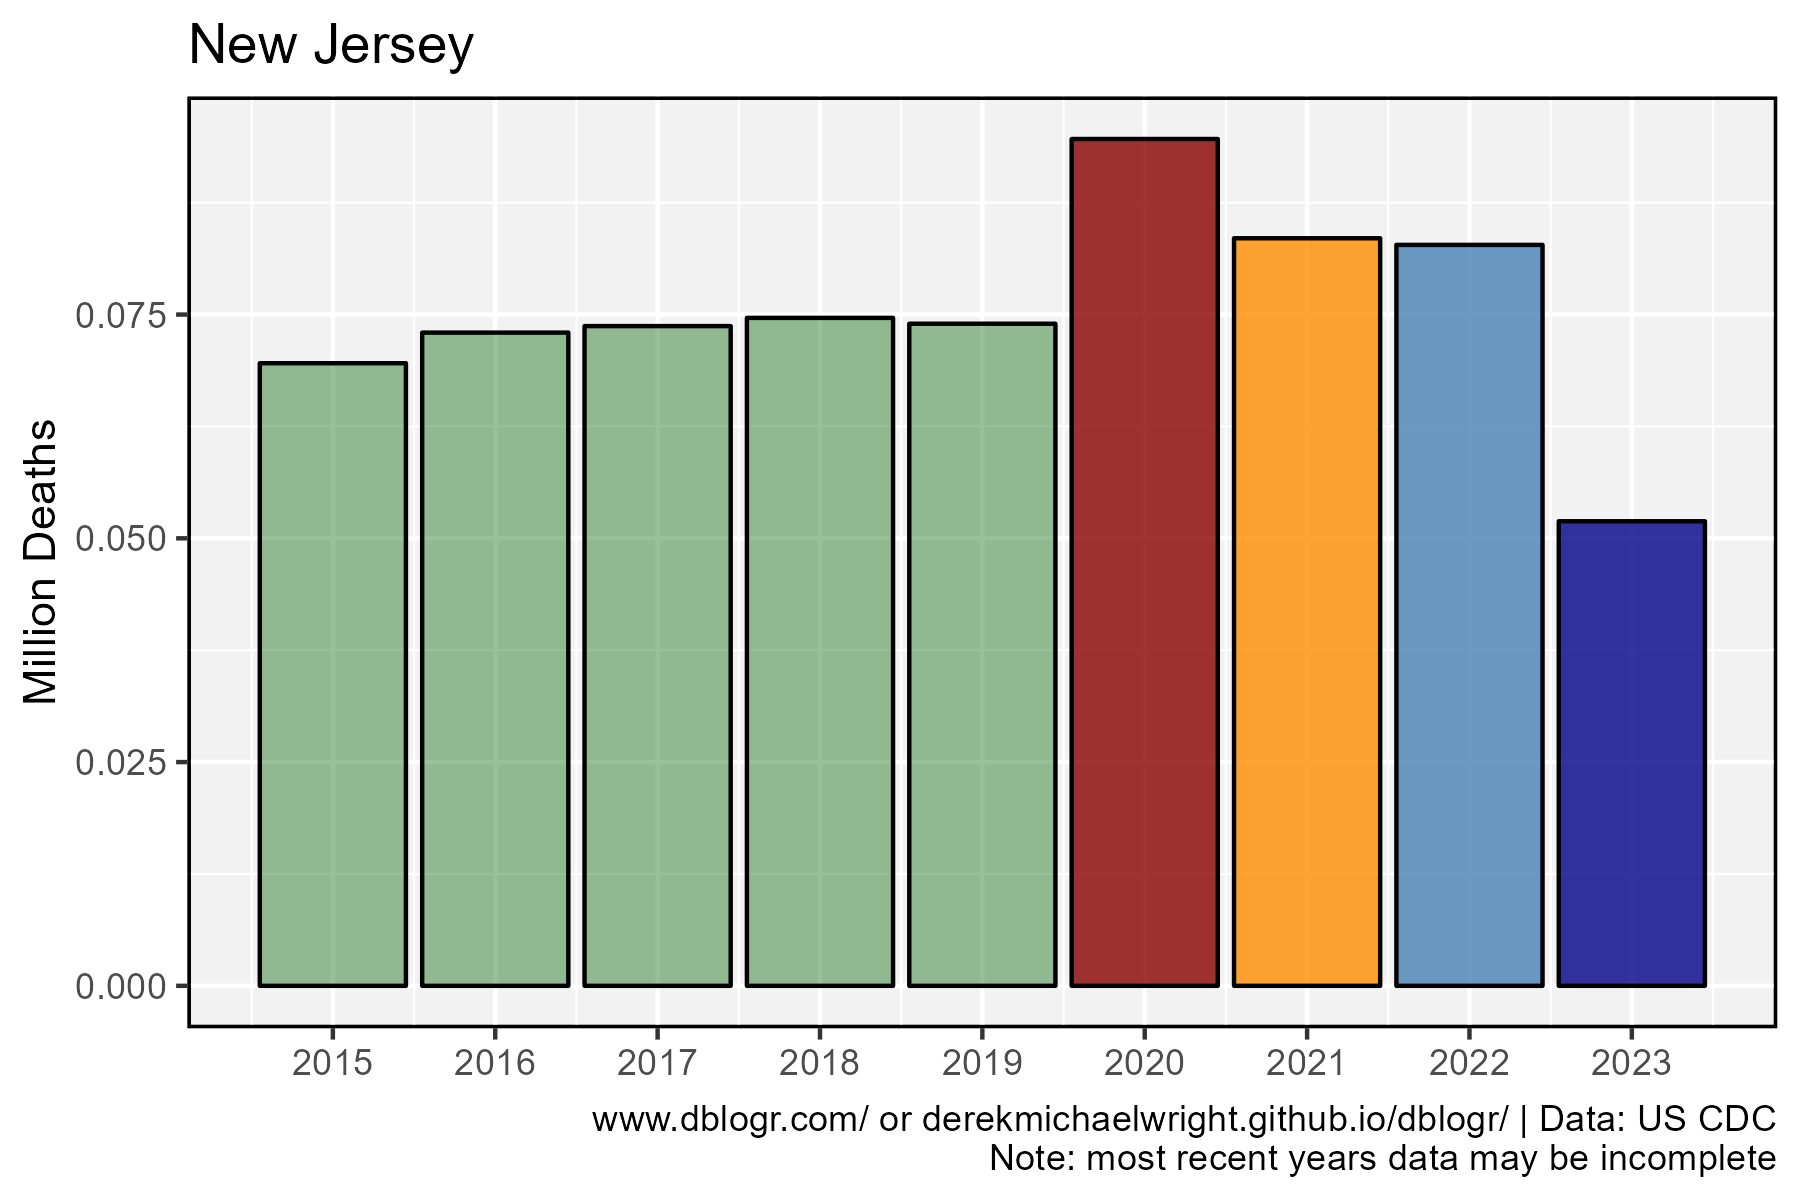 New Jersey
Million Deaths
0.075
0.050
0.025
0.000
2015 2016 2017 2018 2019 2020 2021 2022 2023
www.dblogr.com/ or derekmichaelwright.github.io/dblogr/ | Data: US CDC
Note: most recent years data may be incomplete